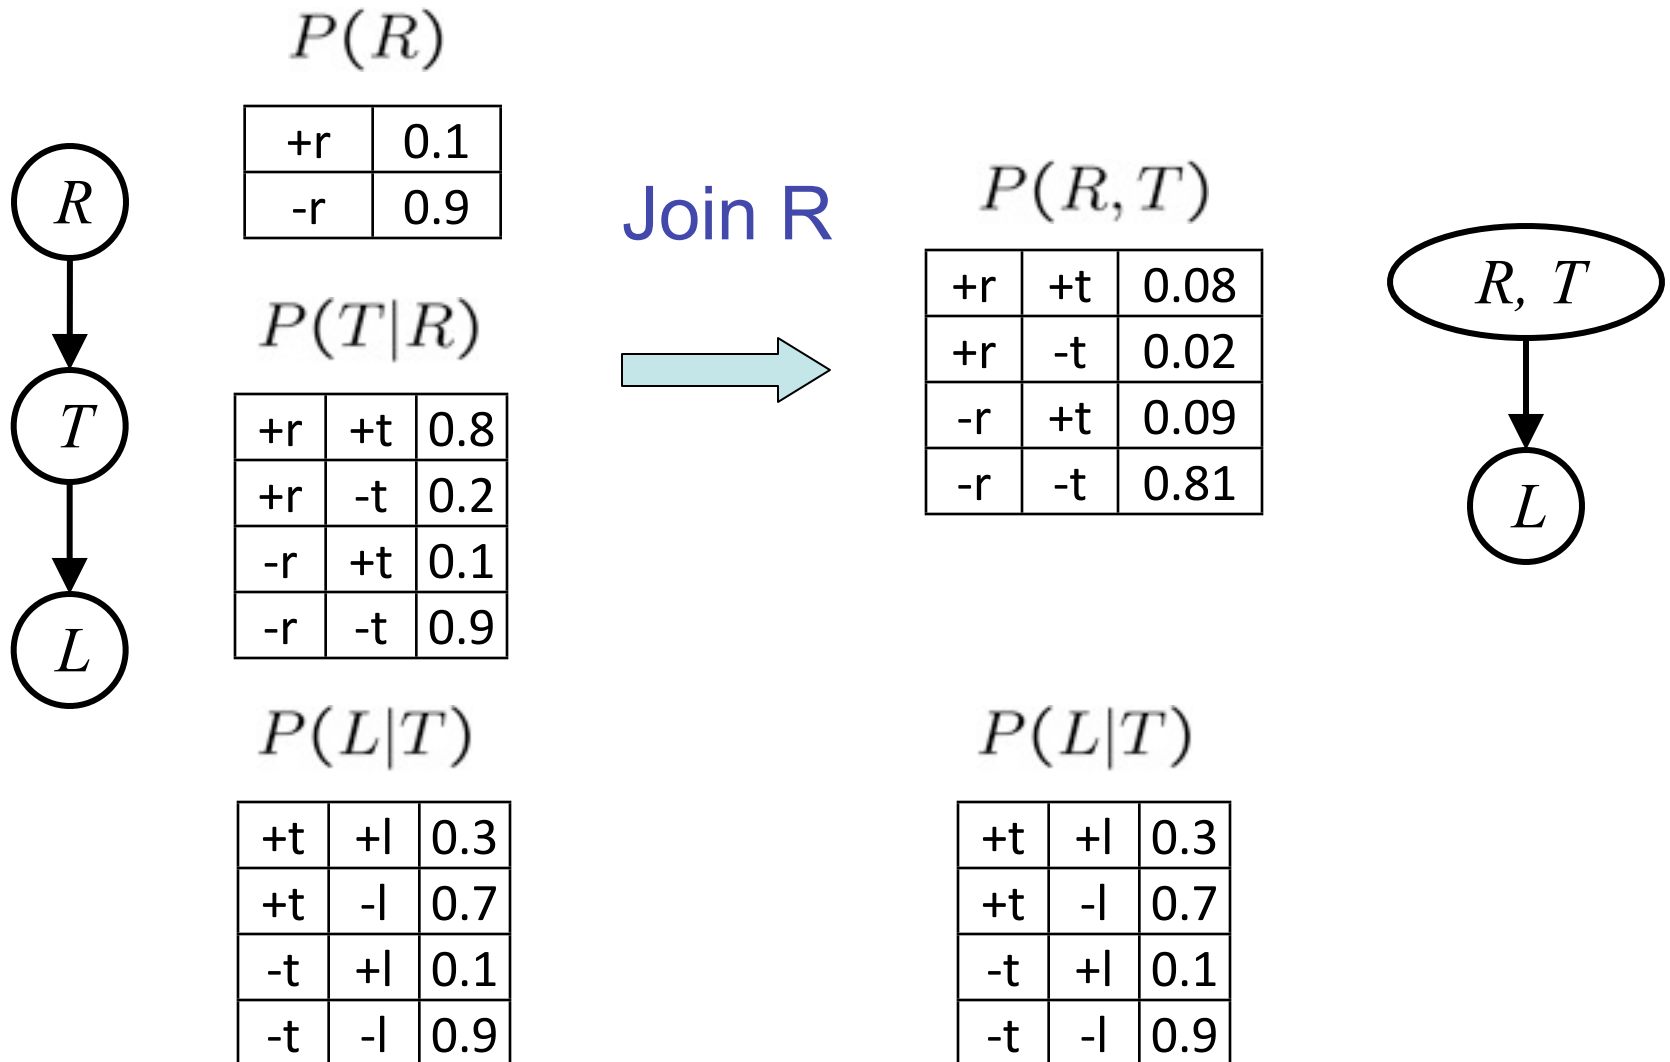 P(R)
+r 0.1
-r 0.9
R
T
L
P(T|R)
+r +t 0.8
+r -t 0.2
-r +t 0.1
-r -t 0.9
P(L|T)
+t +l 0.3
+t -l 0.7
-t +l 0.1
-t -l 0.9
Join R
P(R,T)
+r +t 0.08
+r -t 0.02
-r +t 0.09
-r -t 0.81
P(L|T)
+t +l 0.3
+t -l 0.7
-t +l 0.1
-t -l 0.9
R, T
L